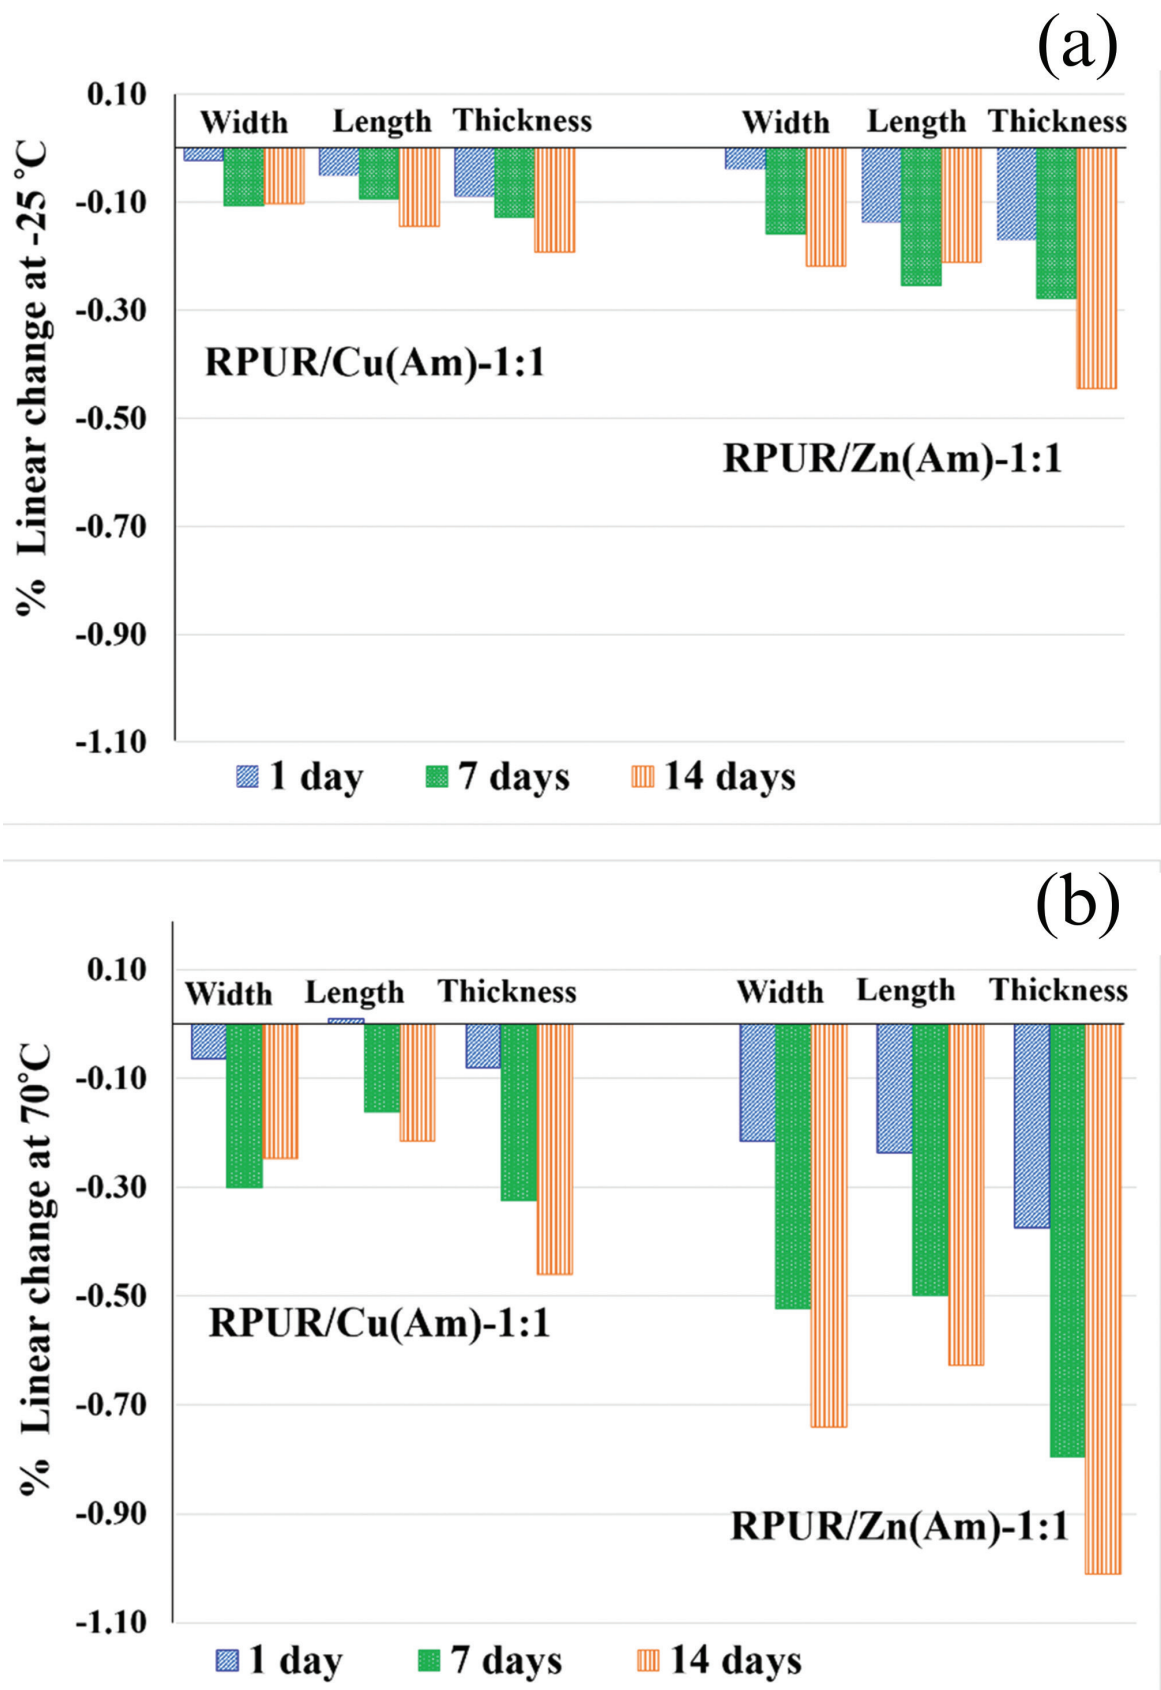 (a)
% Linear change at -25 °C
0.10
-0.10
-0.30
-0.50
-0.70
-0.90
-1.10
Width Length Thickness Width Length Thickness
RPUR/Cu(Am)-1:1
RPUR/Zn(Am)-1:1
1 day 7 days 14 days
(b)
% Linear change at 70°C
0.10
-0.10
-0.30
-0.50
-0.70
-0.90
-1.10
Width Length Thickness Width Length Thickness
RPUR/Cu(Am)-1:1
RPUR/Zn(Am)-1:1
1 day 7 days 14 days